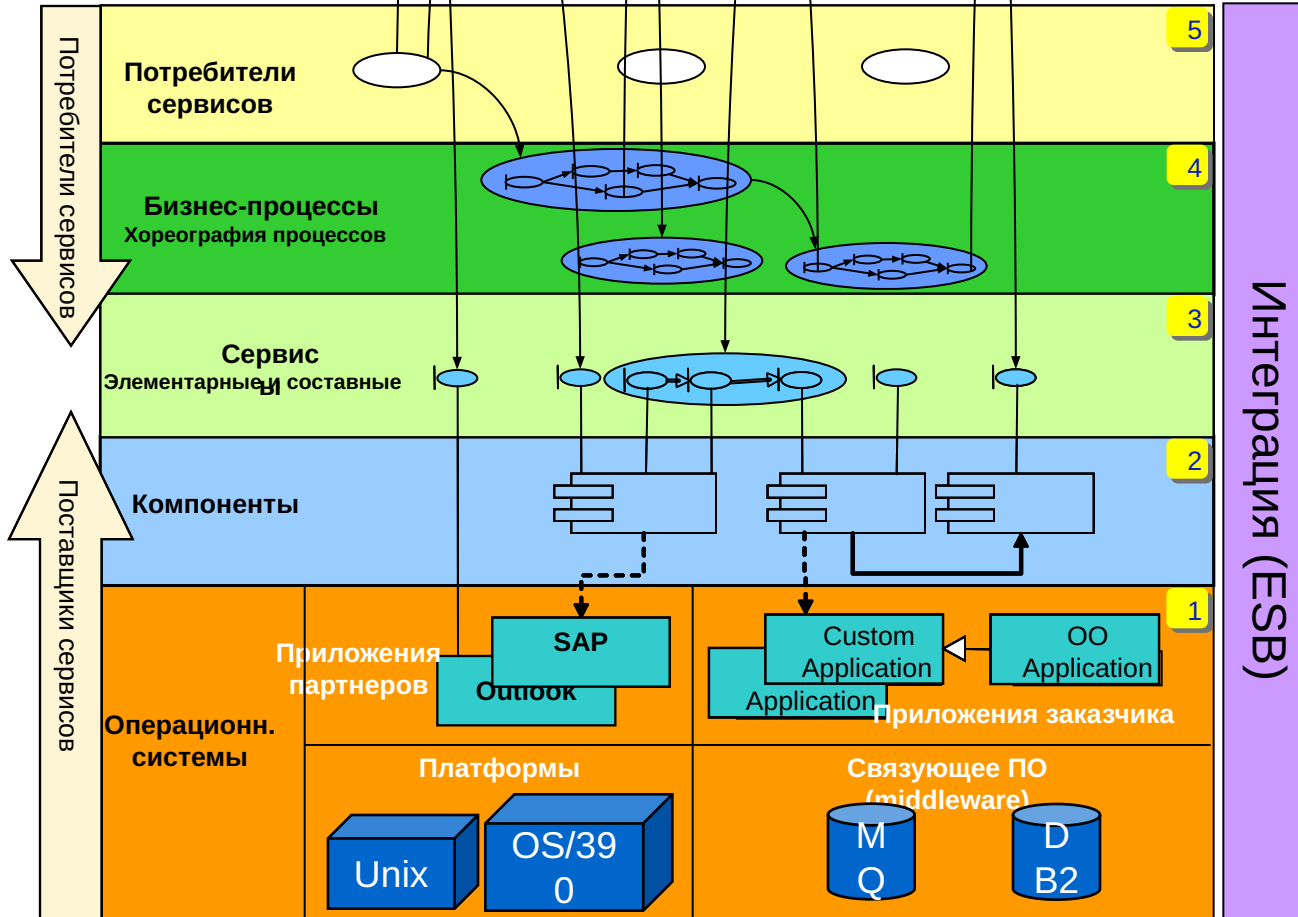 Потребители сервисов
Потребители
сервисов
5
Бизнес-процессы
Хореография процессов
4
Сервис
ы
Элементарные и составные
3
Компоненты
2
Поставщики сервисов
Операционн.
системы
1
Приложения
партнеров
SAP
Outlook
Custom
Application
Application
OO
Application
Приложения заказчика
Платформы
Unix
OS/39
0
Связующее ПО
(middleware)
M
Q
D
B2
Интеграция (ESB)